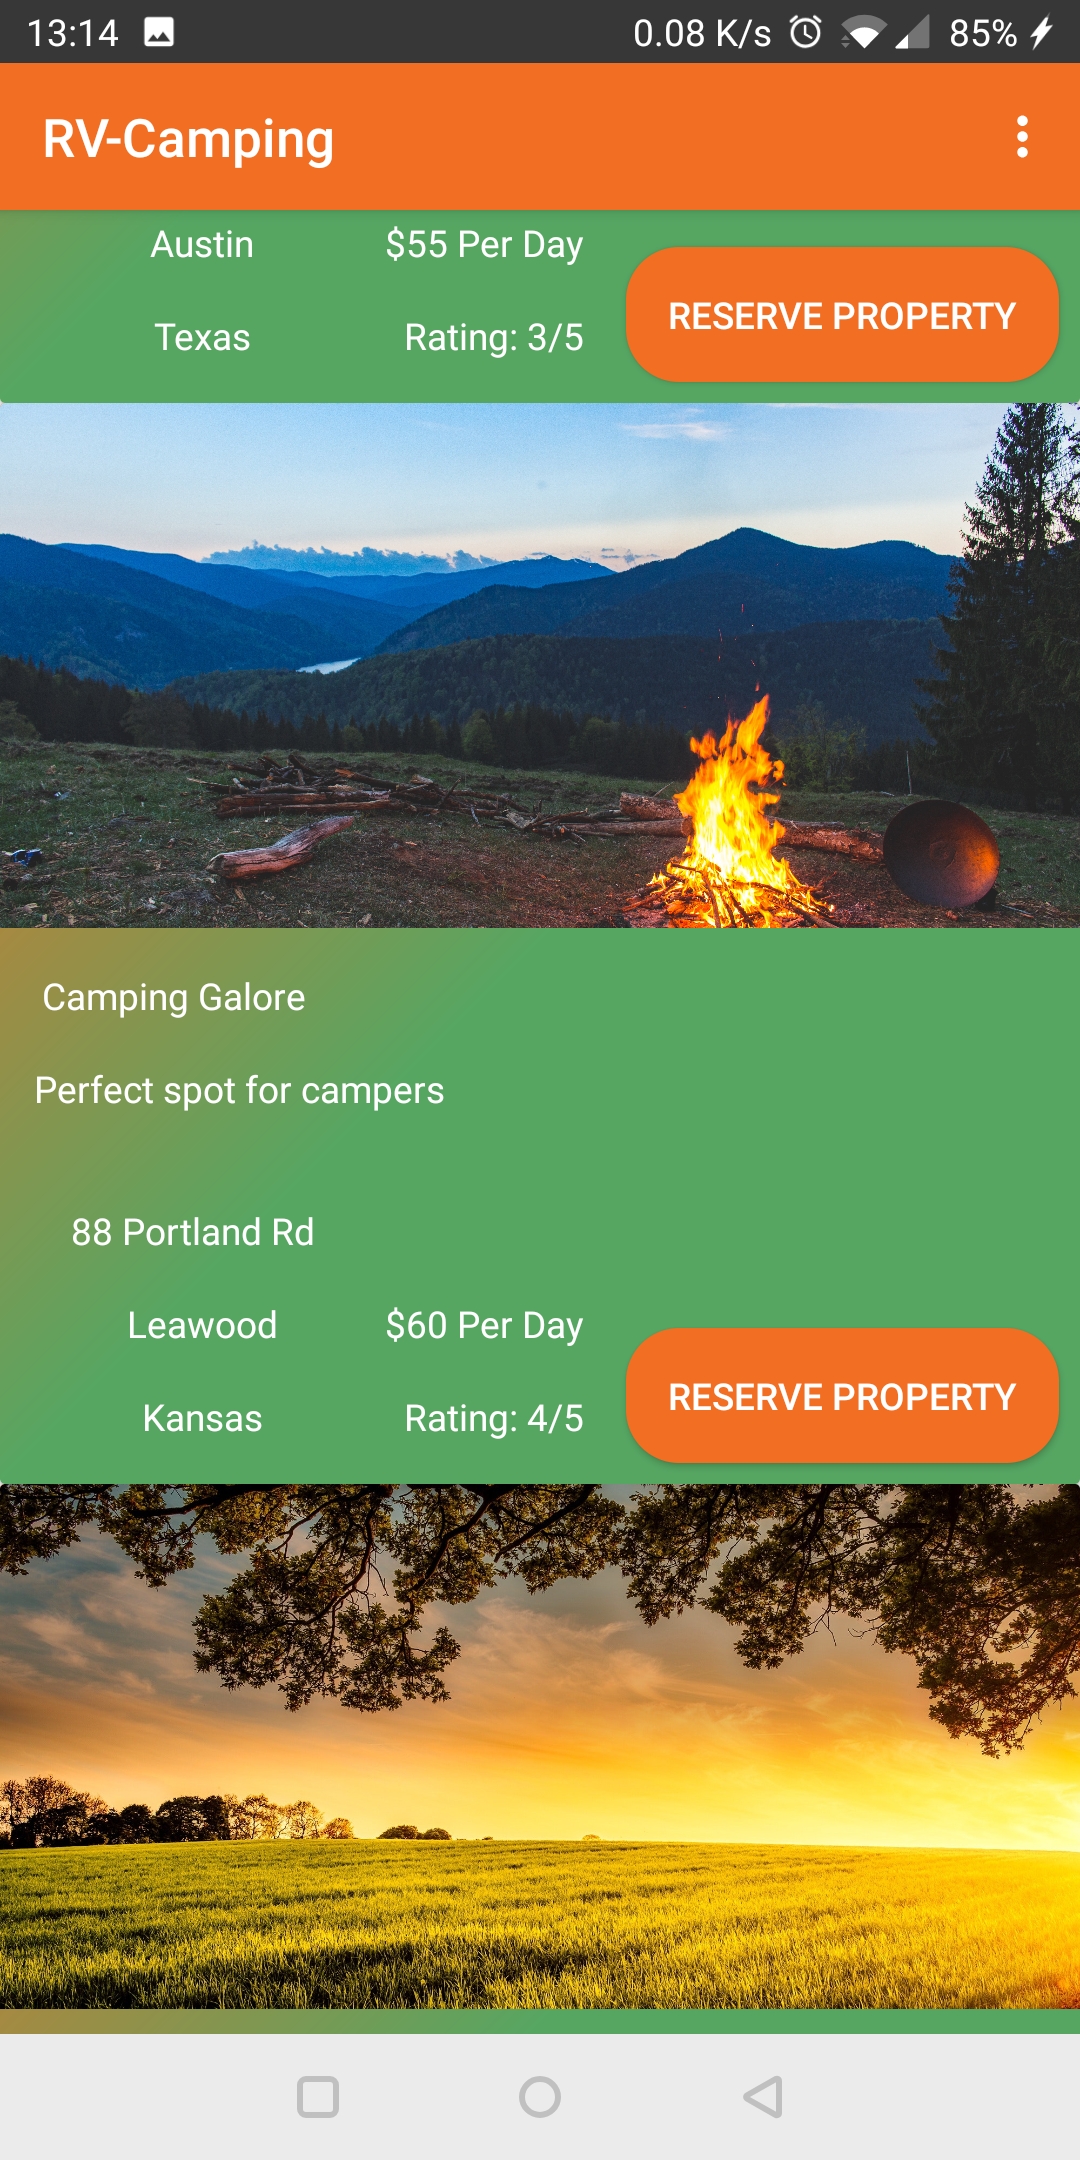 13:14 0.08 K/s 85%
RV-Camping
Austin $55 Per Day
RESERVE PROPERTY
Texas Rating: 3/5
Camping Galore
Perfect spot for campers
88 Portland Rd
Leawood $60 Per Day
RESERVE PROPERTY
Kansas Rating: 4/5